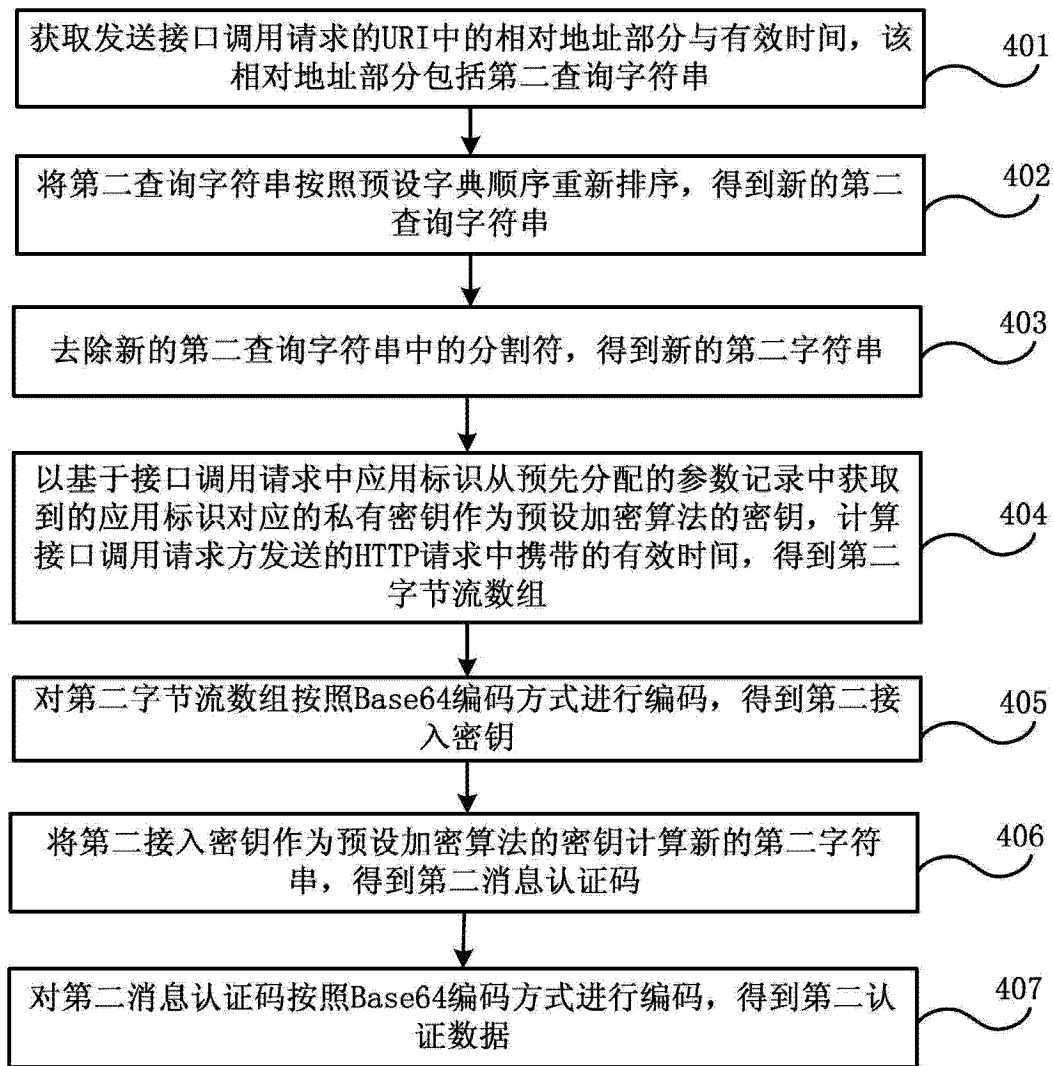 获取发送接口调用请求的URI中的相对地址部分与有效时间，该
相对地址部分包括第二查询字符串
401
将第二查询字符串按照预设字典顺序重新排序，得到新的第二
查询字符串
402
去除新的第二查询字符串中的分割符，得到新的第二字符串
403
以基于接口调用请求中应用标识从预先分配的参数记录中获取
到的应用标识对应的私有密钥作为预设加密算法的密钥，计算
接口调用请求方发送的HTTP请求中携带的有效时间，得到第二
字节流数组
404
对第二字节流数组按照Base64编码方式进行编码，得到第二接
入密钥
405
将第二接入密钥作为预设加密算法的密钥计算新的第二字符
串，得到第二消息认证码
406
对第二消息认证码按照Base64编码方式进行编码，得到第二认
证数据
407